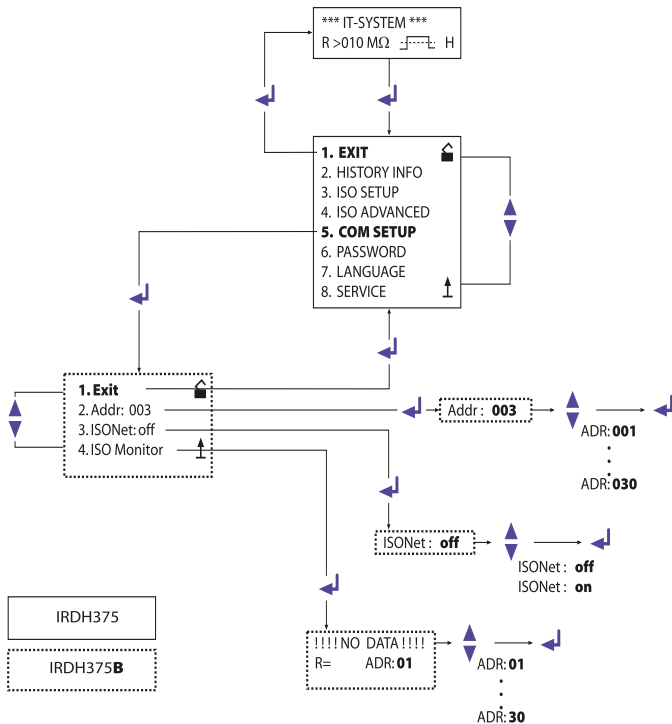 *** IT-SYSTEM ***
R >010 MΩ H
1. EXIT
2. HISTORY INFO
3. ISO SETUP
4. ISO ADVANCED
5. COM SETUP
6. PASSWORD
7. LANGUAGE
8. SERVICE
1. Exit
2. Addr: 003
3. ISONet: off
4. ISO Monitor
Addr : 003
ADR: 001
ADR: 030
ISONet : off
ISONet : off
ISONet : on
!!!! NO DATA !!!!
R= ADR: 01
ADR: 01
ADR: 30
IRDH375
IRDH375B